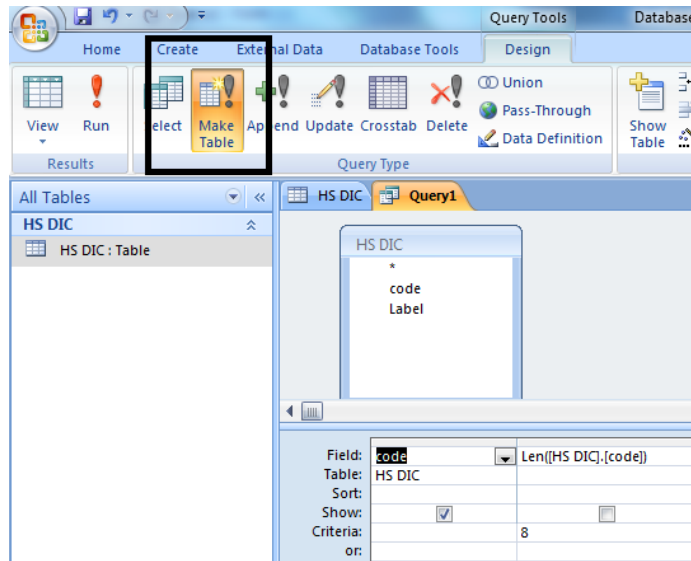 Query Tools
Database
Home Create External Data Database Tools Design
View Run
elect Make Table Append Update Crosstab Delete
Union
Pass-Through
Data Definition
Show Table
Results
Query Type
All Tables
«
HS DIC
HS DIC : Table
HS DIC
Query1
HS DIC
*
code
Label
Field: code Len([HS DIC].[code])
Table: HS DIC
Sort:
Show:
Criteria: 8
or: